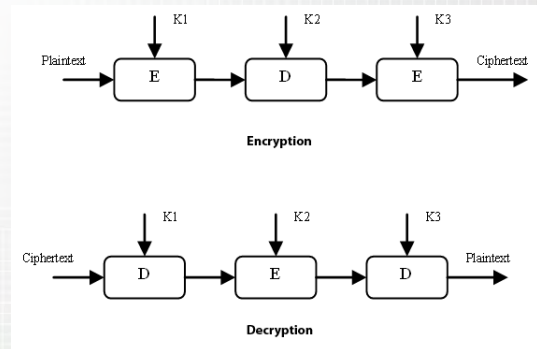 K1 K2 K3
Plaintext Ciphertext
E D E
Encryption
K1 K2 K3
Ciphertext Plaintext
D E D
Decryption